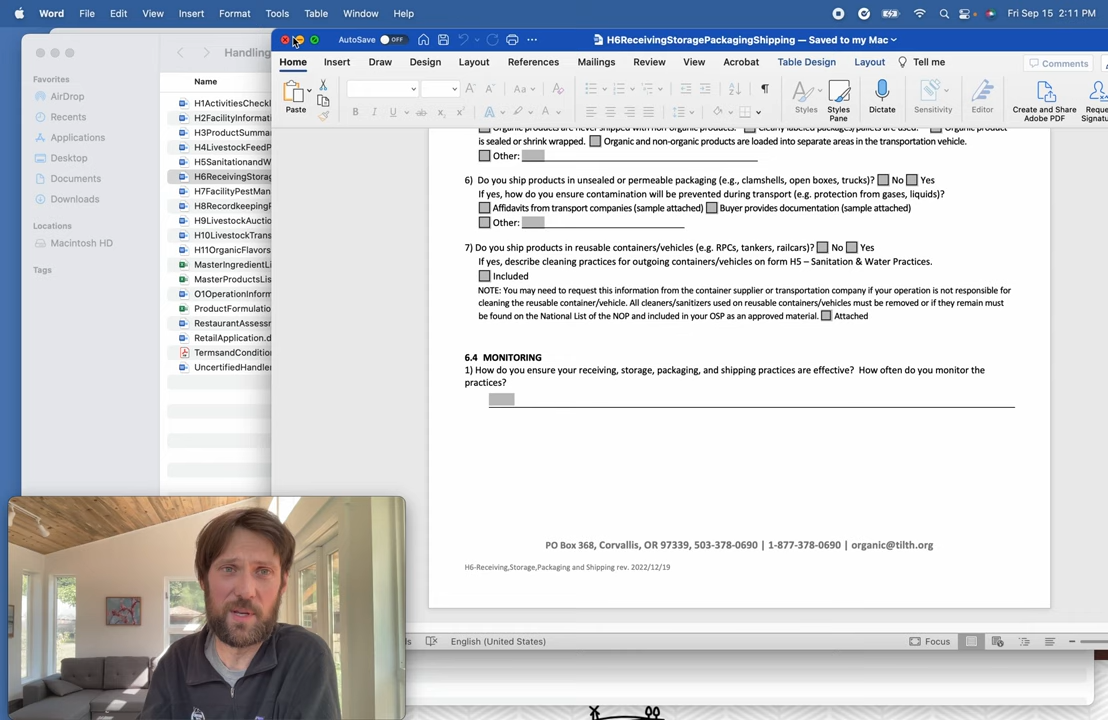 Word File Edit View Insert Format Tools Table Window Help
Fri Sep 15 2:11 PM
AutoSave OFF
H6ReceivingStoragePackagingShipping — Saved to my Mac
Home Insert Draw Design Layout References Mailings Review View Acrobat Table Design Layout Tell me
Comments
Paste
Styles
Styles Pane
Dictate
Sensitivity
Editor
Create and Share Adobe PDF
Handling
Favorites
AirDrop
Recents
Applications
Desktop
Documents
Downloads
Locations
Macintosh HD
Tags
Name
H1ActivitiesCheckl
H2FacilityInformati
H3ProductSummar
H4LivestockFeedP
H5SanitationandW
H6ReceivingStorag
H7FacilityPestMan
H8RecordkeepingF
H9LivestockAuctio
H10LivestockTrans
H11OrganicFlavors
MasterIngredientLi
MasterProductsLis
O1OperationInform
ProductFormulatio
RestaurantAssessr
RetailApplication.d
TermsandConditio
UncertifiedHandler
Organic products are never shipped with non-organic products. Clearly labeled packages/pallets are used. Organic product
is sealed or shrink wrapped. Organic and non-organic products are loaded into separate areas in the transportation vehicle.
Other:
6) Do you ship products in unsealed or permeable packaging (e.g., clamshells, open boxes, trucks)? No Yes
If yes, how do you ensure contamination will be prevented during transport (e.g. protection from gases, liquids)?
Affidavits from transport companies (sample attached) Buyer provides documentation (sample attached)
Other:
7) Do you ship products in reusable containers/vehicles (e.g. RPCs, tankers, railcars)? No Yes
If yes, describe cleaning practices for outgoing containers/vehicles on form H5 – Sanitation & Water Practices.
Included
NOTE: You may need to request this information from the container supplier or transportation company if your operation is not responsible for
cleaning the reusable container/vehicle. All cleaners/sanitizers used on reusable containers/vehicles must be removed or if they remain must
be found on the National List of the NOP and included in your OSP as an approved material. Attached
6.4 MONITORING
1) How do you ensure your receiving, storage, packaging, and shipping practices are effective? How often do you monitor the
practices?
PO Box 368, Corvallis, OR 97339, 503-378-0690 | 1-877-378-0690 | organic@tilth.org
H6-Receiving,Storage,Packaging and Shipping rev. 2022/12/19
English (United States)
Focus